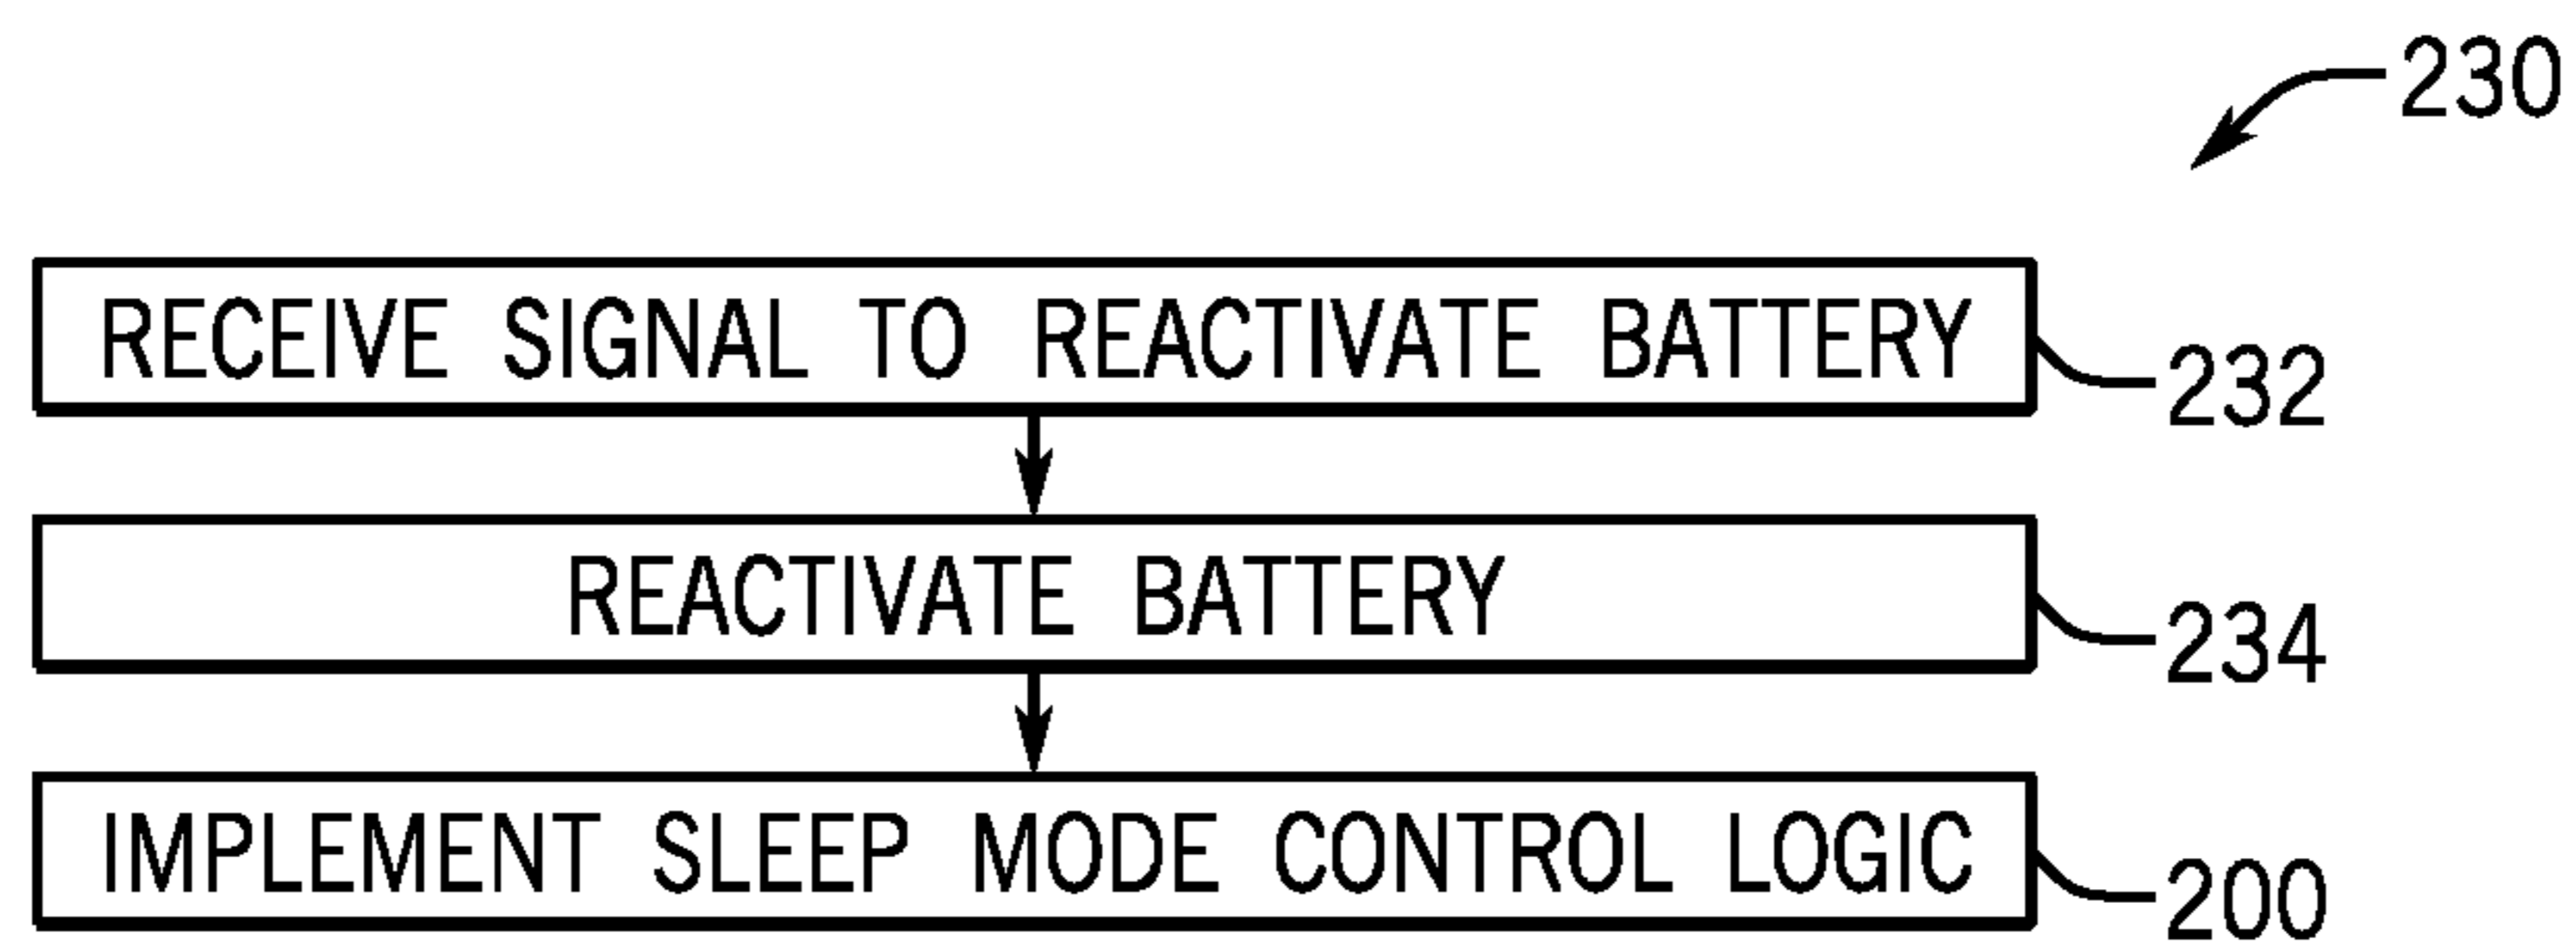 230
RECEIVE SIGNAL TO REACTIVATE BATTERY
232
REACTIVATE BATTERY
234
IMPLEMENT SLEEP MODE CONTROL LOGIC
200